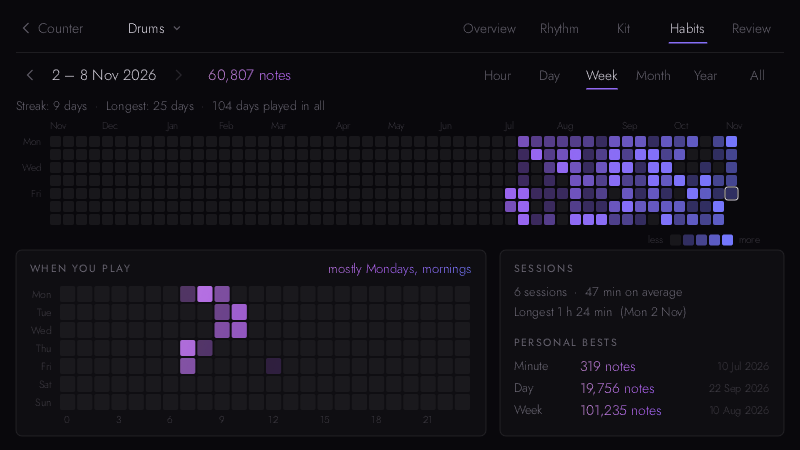 Counter Drums Overview Rhythm Kit Habits Review
2 – 8 Nov 2026 60,807 notes Hour Day Week Month Year All
Streak: 9 days · Longest: 25 days · 104 days played in all
Nov Dec Jan Feb Mar Apr May Jun Jul Aug Sep Oct Nov
Mon
Wed
Fri
less more
WHEN YOU PLAY mostly Mondays, mornings
Mon
Tue
Wed
Thu
Fri
Sat
Sun
0 3 6 9 12 15 18 21
SESSIONS
6 sessions · 47 min on average
Longest 1 h 24 min (Mon 2 Nov)
PERSONAL BESTS
Minute 319 notes 10 Jul 2026
Day 19,756 notes 22 Sep 2026
Week 101,235 notes 10 Aug 2026